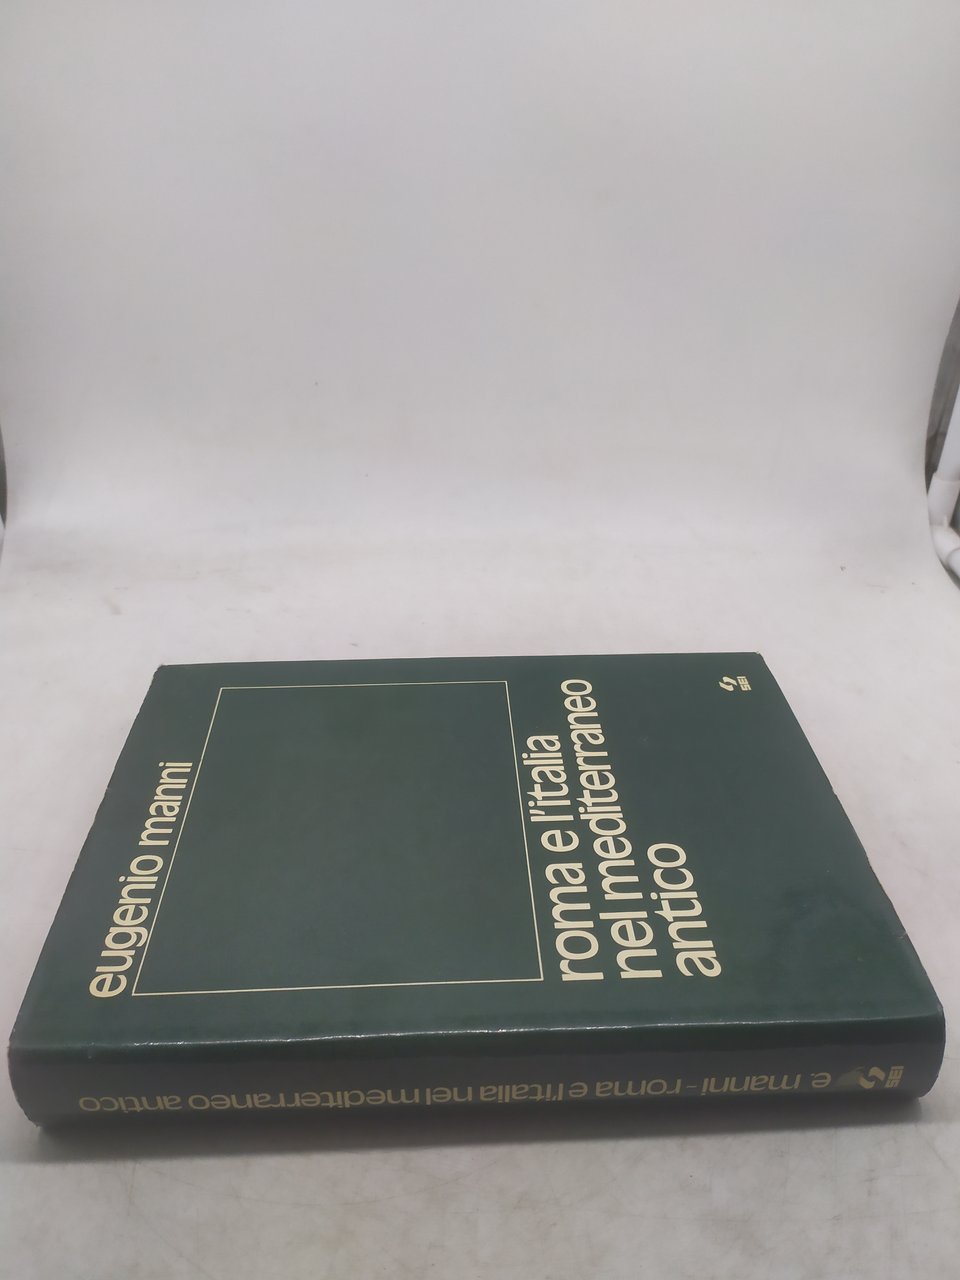 eugenio manni
roma e l'italia
nel mediterraneo
antico
SEI
e. manni - roma e l'italia nel mediterraneo antico
SEI